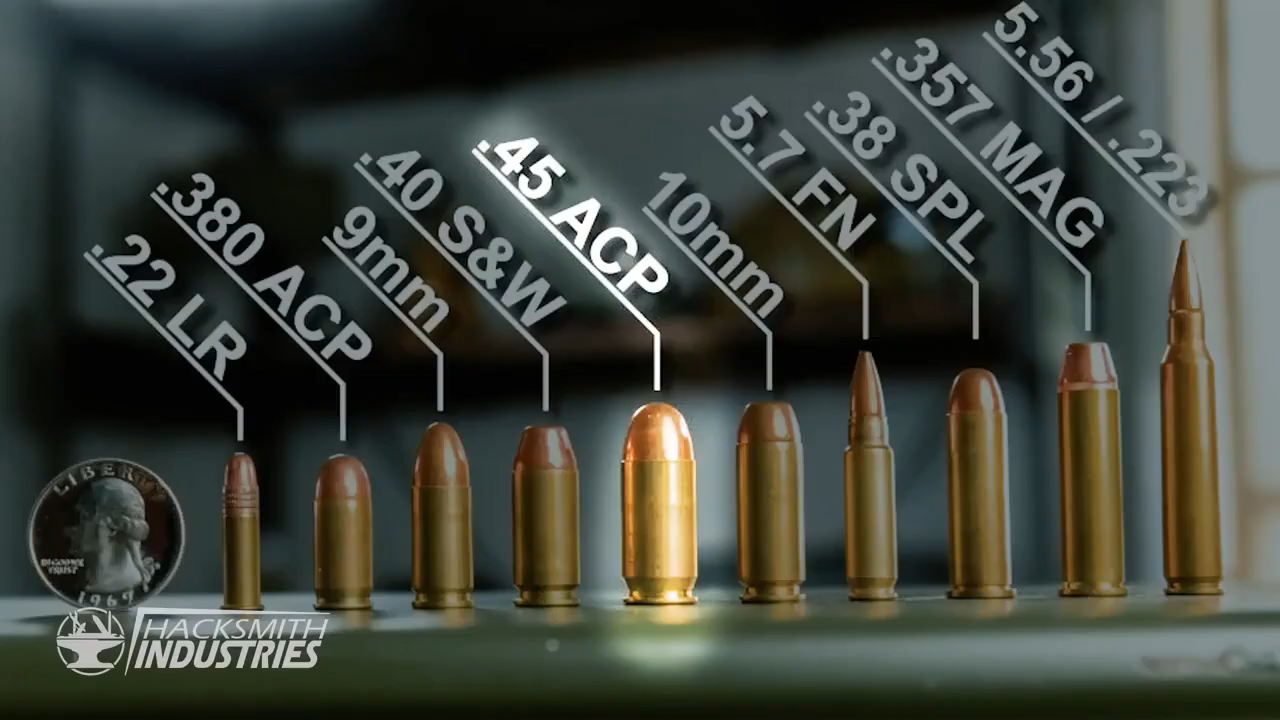 .22 LR
.380 ACP
9mm
.40 S&W
.45 ACP
10mm
5.7 FN
.38 SPL
.357 MAG
5.56 / .223
LIBERTY
IN GOD WE
TRUST
1967
HACKSMITH
INDUSTRIES